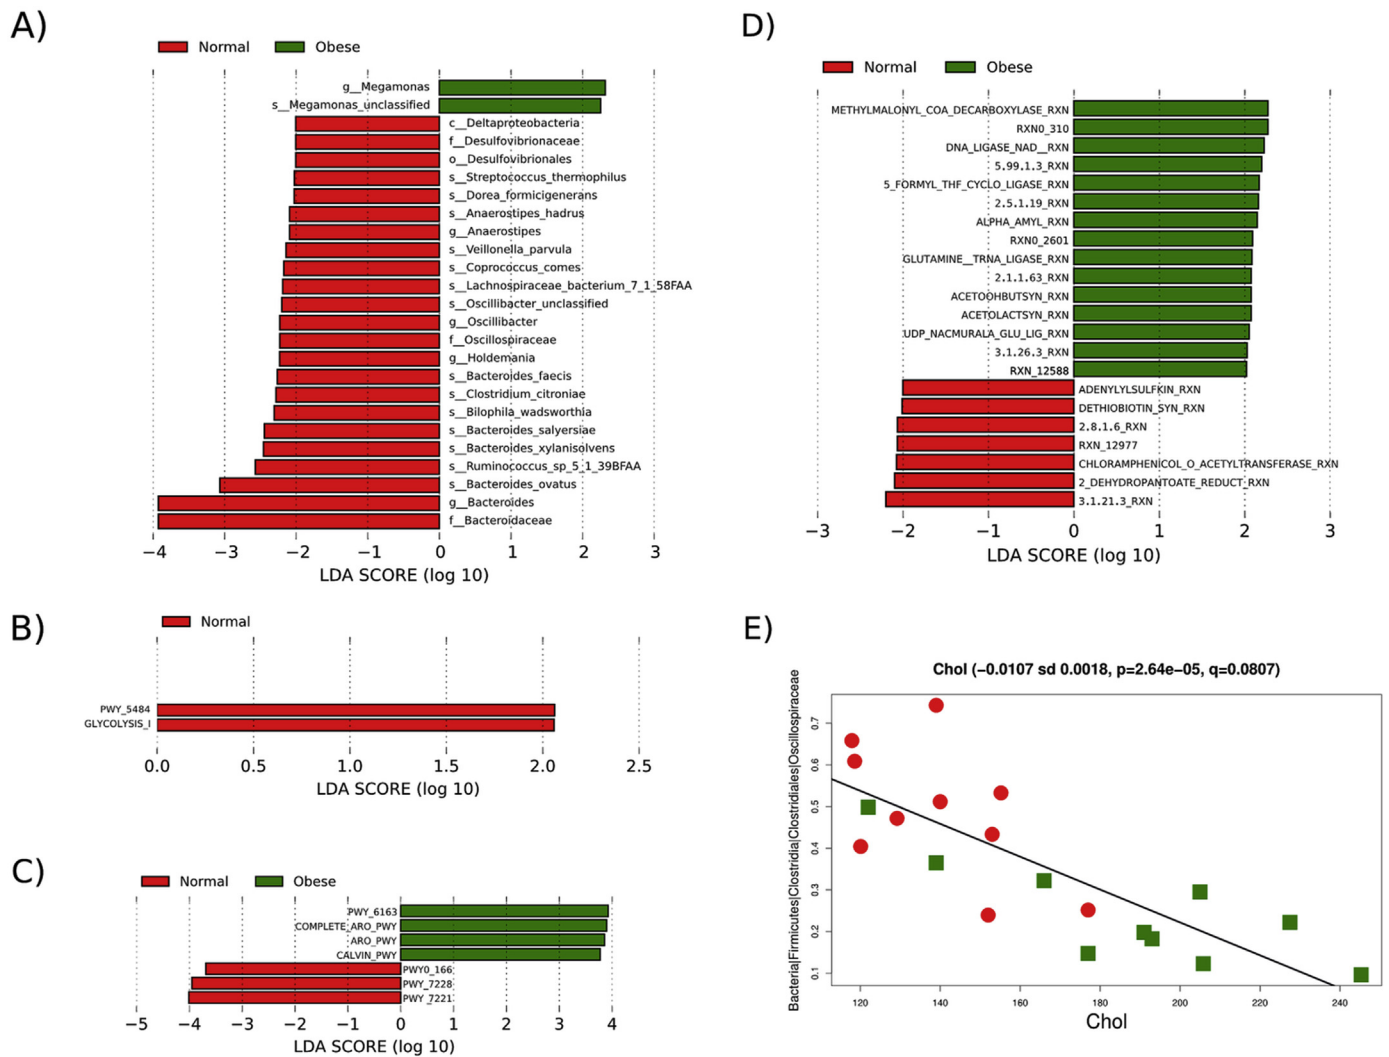 A)
Normal Obese
g__Megamonas
s__Megamonas_unclassified
c__Deltaproteobacteria
f__Desulfovibrionaceae
o__Desulfovibrionales
s__Streptococcus_thermophilus
s__Dorea_formicigenerans
s__Anaerostipes_hadrus
g__Anaerostipes
s__Veillonella_parvula
s__Coprococcus_comes
s__Lachnospiraceae_bacterium_7_1_58FAA
s__Oscillibacter_unclassified
g__Oscillibacter
f__Oscillospiraceae
g__Holdemania
s__Bacteroides_faecis
s__Clostridium_citroniae
s__Bilophila_wadsworthia
s__Bacteroides_salyersiae
s__Bacteroides_xylanisolvens
s__Ruminococcus_sp_5_1_39BFAA
s__Bacteroides_ovatus
g__Bacteroides
f__Bacteroidaceae
−4 −3 −2 −1 0 1 2 3
LDA SCORE (log 10)
B)
Normal
PWY_5484
GLYCOLYSIS_I
0.0 0.5 1.0 1.5 2.0 2.5
LDA SCORE (log 10)
C)
Normal Obese
PWY_6163
COMPLETE_ARO_PWY
ARO_PWY
CALVIN_PWY
PWY0_166
PWY_7228
PWY_7221
−5 −4 −3 −2 −1 0 1 2 3 4
LDA SCORE (log 10)
D)
Normal Obese
METHYLMALONYL_COA_DECARBOXYLASE_RXN
RXN0_310
DNA_LIGASE_NAD__RXN
5.99.1.3_RXN
5_FORMYL_THF_CYCLO_LIGASE_RXN
2.5.1.19_RXN
ALPHA_AMYL_RXN
RXN0_2601
GLUTAMINE__TRNA_LIGASE_RXN
2.1.1.63_RXN
ACETOOHBUTSYN_RXN
ACETOLACTSYN_RXN
UDP_NACMURALA_GLU_LIG_RXN
3.1.26.3_RXN
RXN_12588
ADENYLYLSULFKIN_RXN
DETHIOBIOTIN_SYN_RXN
2.8.1.6_RXN
RXN_12977
CHLORAMPHENICOL_O_ACETYLTRANSFERASE_RXN
2_DEHYDROPANTOATE_REDUCT_RXN
3.1.21.3_RXN
−3 −2 −1 0 1 2 3
LDA SCORE (log 10)
E)
Chol (−0.0107 sd 0.0018, p=2.64e−05, q=0.0807)
Bacteria|Firmicutes|Clostridia|Clostridiales|Oscillospiraceae
0.7
0.6
0.5
0.4
0.3
0.2
0.1
120 140 160 180 200 220 240
Chol